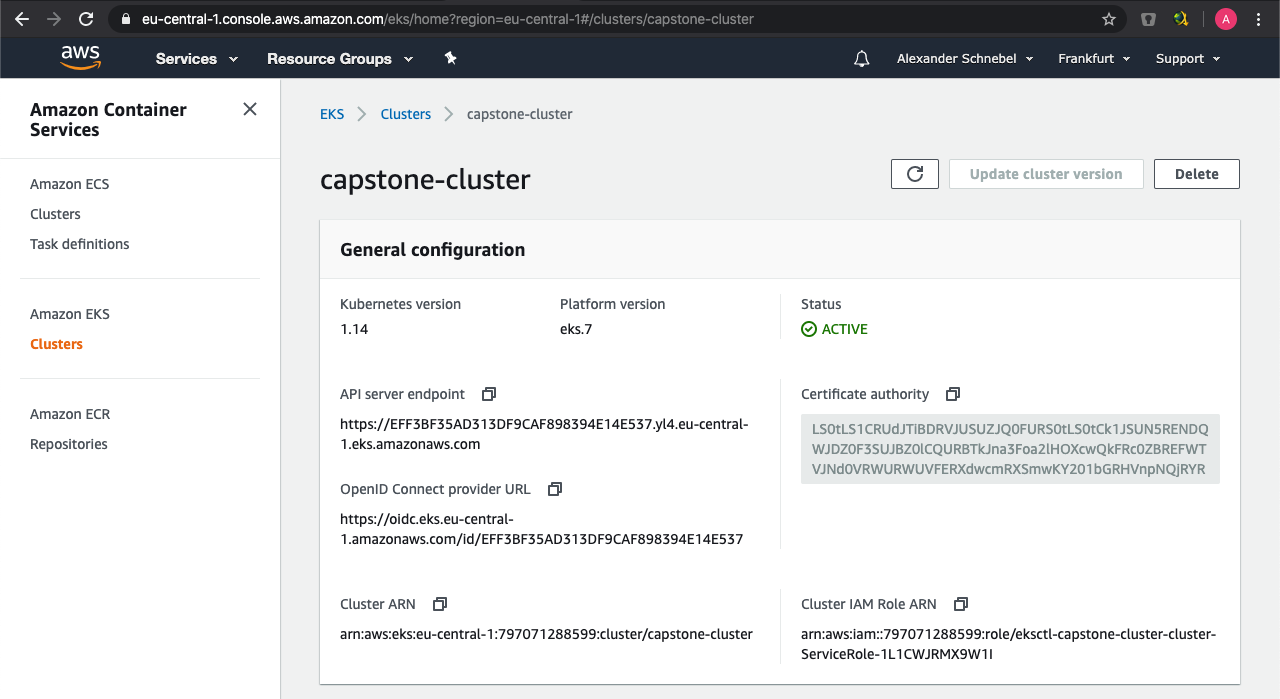 eu-central-1.console.aws.amazon.com/eks/home?region=eu-central-1#/clusters/capstone-cluster
A
aws
Services
Resource Groups
Alexander Schnebel
Frankfurt
Support
Amazon Container
Services
Amazon ECS
Clusters
Task definitions
Amazon EKS
Clusters
Amazon ECR
Repositories
EKS
Clusters
capstone-cluster
capstone-cluster
Update cluster version
Delete
General configuration
Kubernetes version
1.14
Platform version
eks.7
Status
ACTIVE
API server endpoint
https://EFF3BF35AD313DF9CAF898394E14E537.yl4.eu-central-
1.eks.amazonaws.com
OpenID Connect provider URL
https://oidc.eks.eu-central-
1.amazonaws.com/id/EFF3BF35AD313DF9CAF898394E14E537
Certificate authority
LS0tLS1CRUdJTiBDRVJUSUZJQ0FURS0tLS0tCk1JSUN5RENDQ
WJDZ0F3SUJBZ0lCQURBTkJna3Foa2lHOXcwQkFRc0ZBREFWT
VJNd0VRWURWUVFERXdwcmRXSmwKY201bGRHVnpNQjRYR
Cluster ARN
arn:aws:eks:eu-central-1:797071288599:cluster/capstone-cluster
Cluster IAM Role ARN
arn:aws:iam::797071288599:role/eksctl-capstone-cluster-cluster-
ServiceRole-1L1CWJRMX9W1I